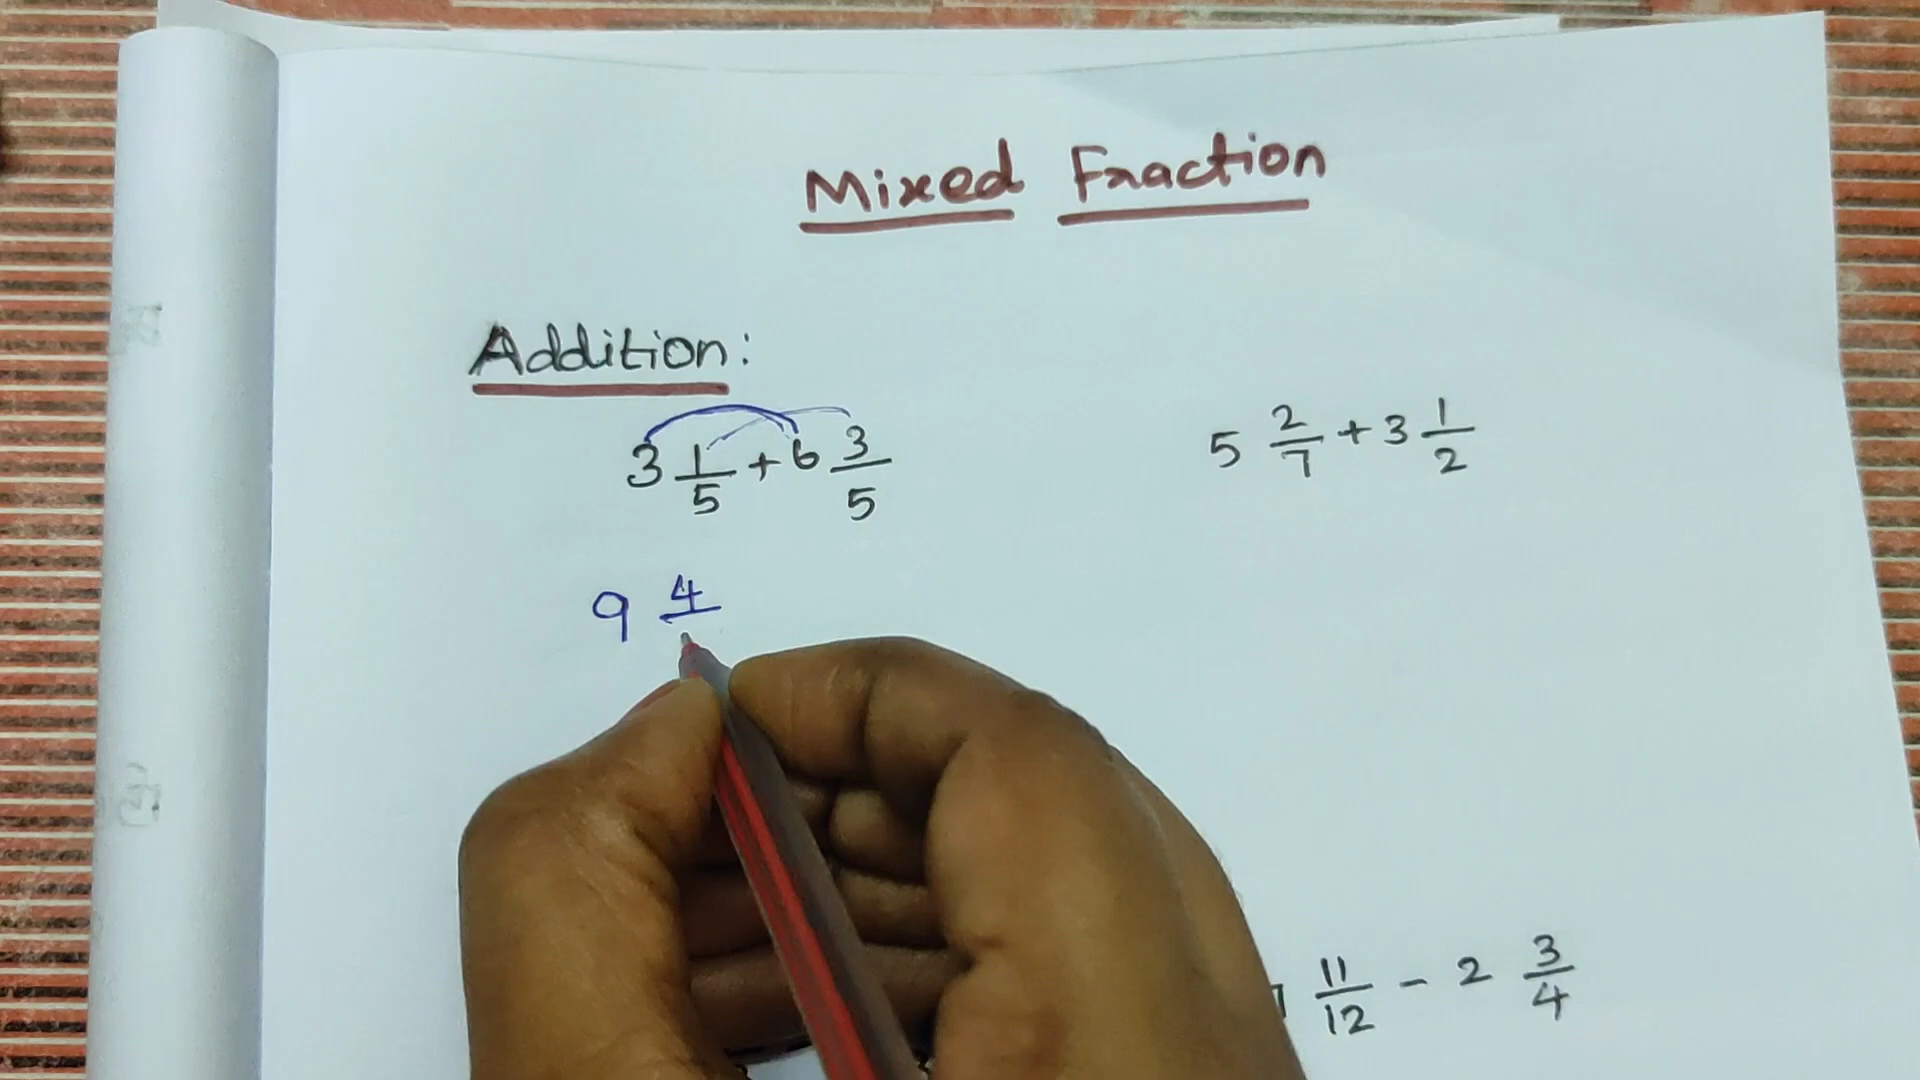 Mixed Fraction
Addition:
3 1/5 + 6 3/5
5 2/7 + 3 1/2
9 4/
11/12 - 2 3/4